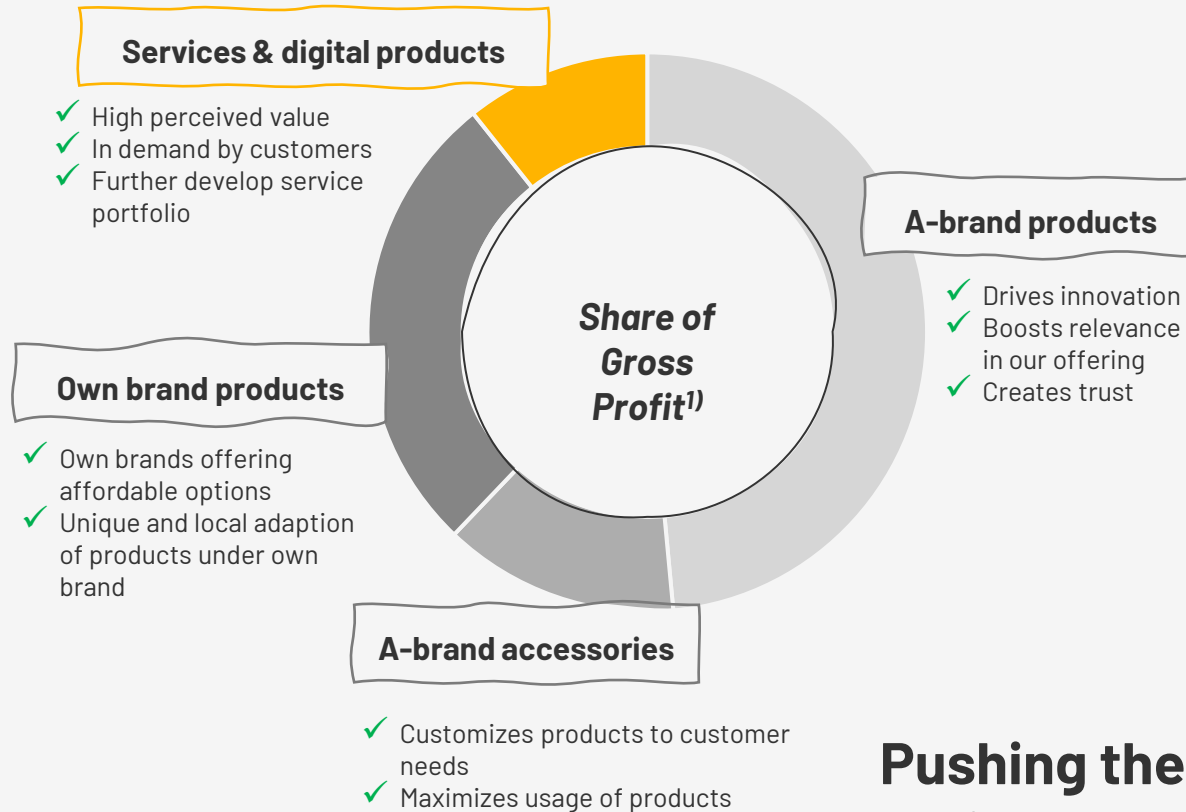 Services & digital products
✓ High perceived value
✓ In demand by customers
✓ Further develop service
portfolio
A-brand products
✓ Drives innovation
✓ Boosts relevance
in our offering
✓ Creates trust
Share of
Gross
Profit¹⁾
Own brand products
✓ Own brands offering
affordable options
✓ Unique and local adaption
of products under own
brand
A-brand accessories
✓ Customizes products to customer
needs
✓ Maximizes usage of products
Pushing the